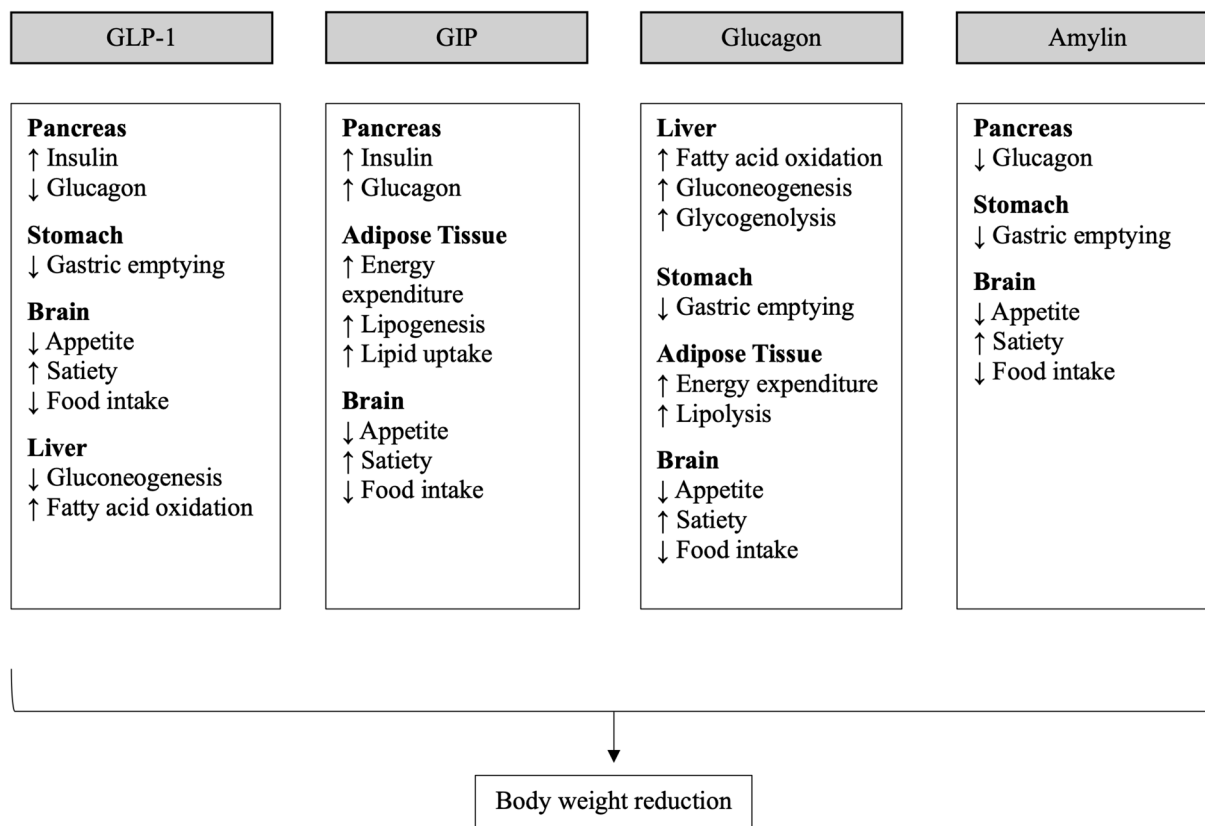 GLP-1
GIP
Glucagon
Amylin
Pancreas
↑ Insulin
↓ Glucagon
Stomach
↓ Gastric emptying
Brain
↓ Appetite
↑ Satiety
↓ Food intake
Liver
↓ Gluconeogenesis
↑ Fatty acid oxidation
Pancreas
↑ Insulin
↑ Glucagon
Adipose Tissue
↑ Energy
expenditure
↑ Lipogenesis
↑ Lipid uptake
Brain
↓ Appetite
↑ Satiety
↓ Food intake
Liver
↑ Fatty acid oxidation
↑ Gluconeogenesis
↑ Glycogenolysis
Stomach
↓ Gastric emptying
Adipose Tissue
↑ Energy expenditure
↑ Lipolysis
Brain
↓ Appetite
↑ Satiety
↓ Food intake
Pancreas
↓ Glucagon
Stomach
↓ Gastric emptying
Brain
↓ Appetite
↑ Satiety
↓ Food intake
Body weight reduction